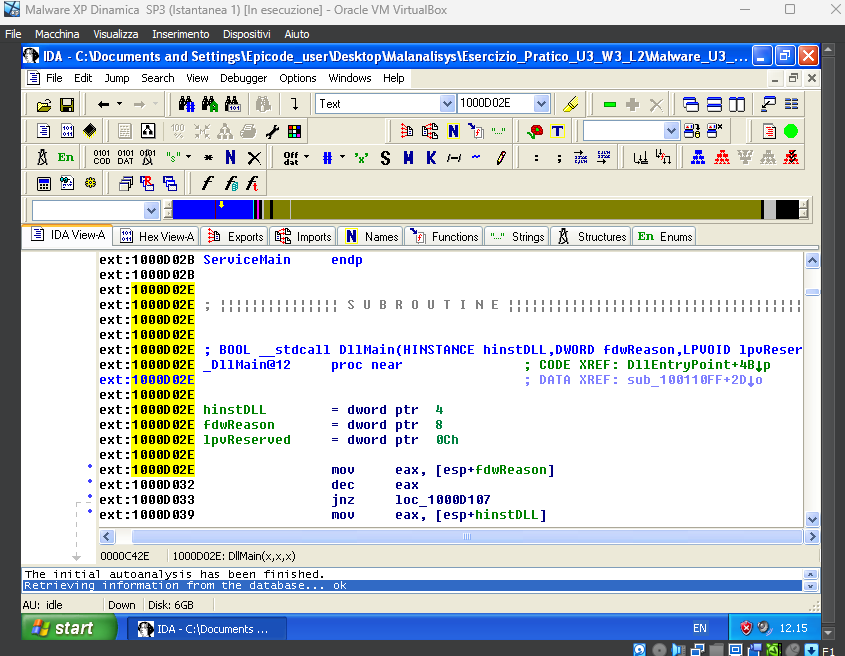 Malware XP Dinamica SP3 (Istantanea 1) [In esecuzione] - Oracle VM VirtualBox
File Macchina Visualizza Inserimento Dispositivi Aiuto
IDA - C:\Documents and Settings\Epicode_user\Desktop\Malanalisys\Esercizio_Pratico_U3_W3_L2\Malware_U3_...
File Edit Jump Search View Debugger Options Windows Help
Text 1000D02E
En
Off dat
IDA View-A Hex View-A Exports Imports Names Functions Strings Structures En Enums
ext:1000D02B ServiceMain endp
ext:1000D02B
ext:1000D02E
ext:1000D02E ; ¦¦¦¦¦¦¦¦¦¦¦¦¦¦¦ S U B R O U T I N E ¦¦¦¦¦¦¦¦¦¦¦¦¦¦¦¦¦¦¦¦¦¦¦¦¦¦¦¦¦¦¦¦¦¦¦¦¦
ext:1000D02E
ext:1000D02E
ext:1000D02E ; BOOL __stdcall DllMain(HINSTANCE hinstDLL,DWORD fdwReason,LPVOID lpvReser
ext:1000D02E _DllMain@12 proc near ; CODE XREF: DllEntryPoint+4B↓p
ext:1000D02E ; DATA XREF: sub_100110FF+2D↓o
ext:1000D02E
ext:1000D02E hinstDLL = dword ptr 4
ext:1000D02E fdwReason = dword ptr 8
ext:1000D02E lpvReserved = dword ptr 0Ch
ext:1000D02E
ext:1000D02E mov eax, [esp+fdwReason]
ext:1000D032 dec eax
ext:1000D033 jnz loc_1000D107
ext:1000D039 mov eax, [esp+hinstDLL]
0000C42E 1000D02E: DllMain(x,x,x)
The initial autoanalysis has been finished.
Retrieving information from the database... ok
AU: idle Down Disk: 6GB
start IDA - C:\Documents ... EN 12.15
F1